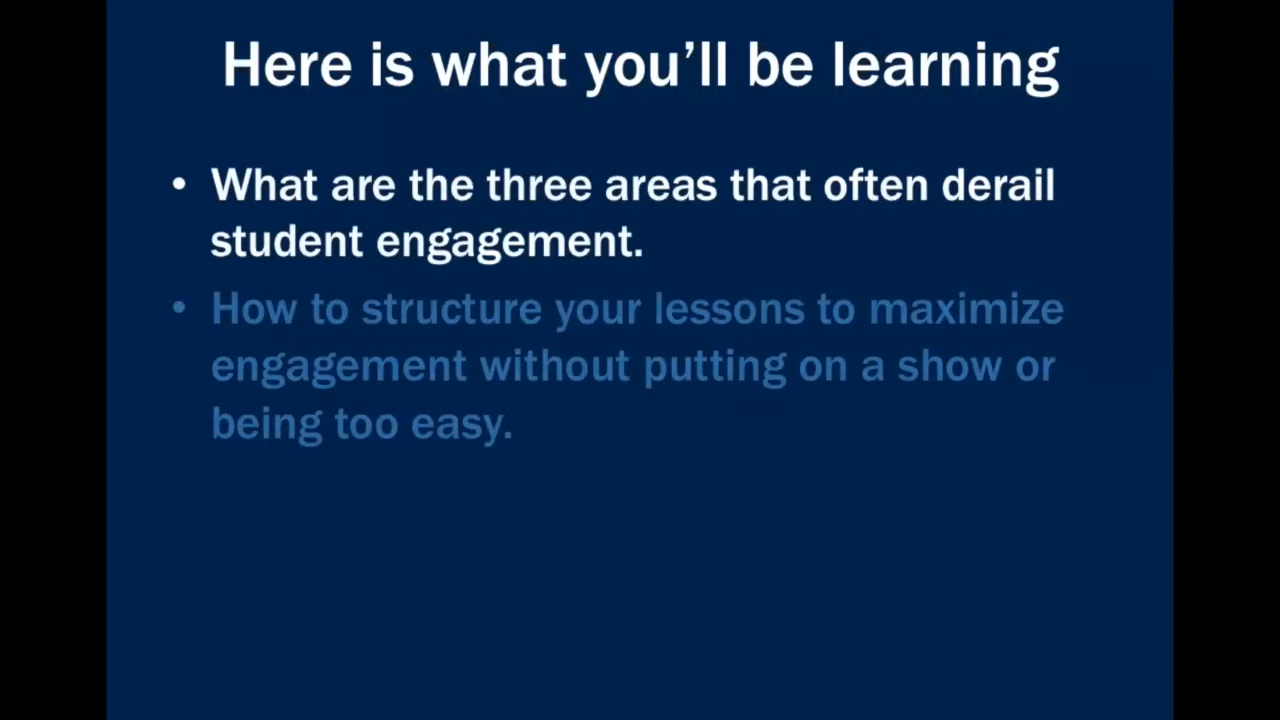 Here is what you’ll be learning
• What are the three areas that often derail
student engagement.
• How to structure your lessons to maximize
engagement without putting on a show or
being too easy.